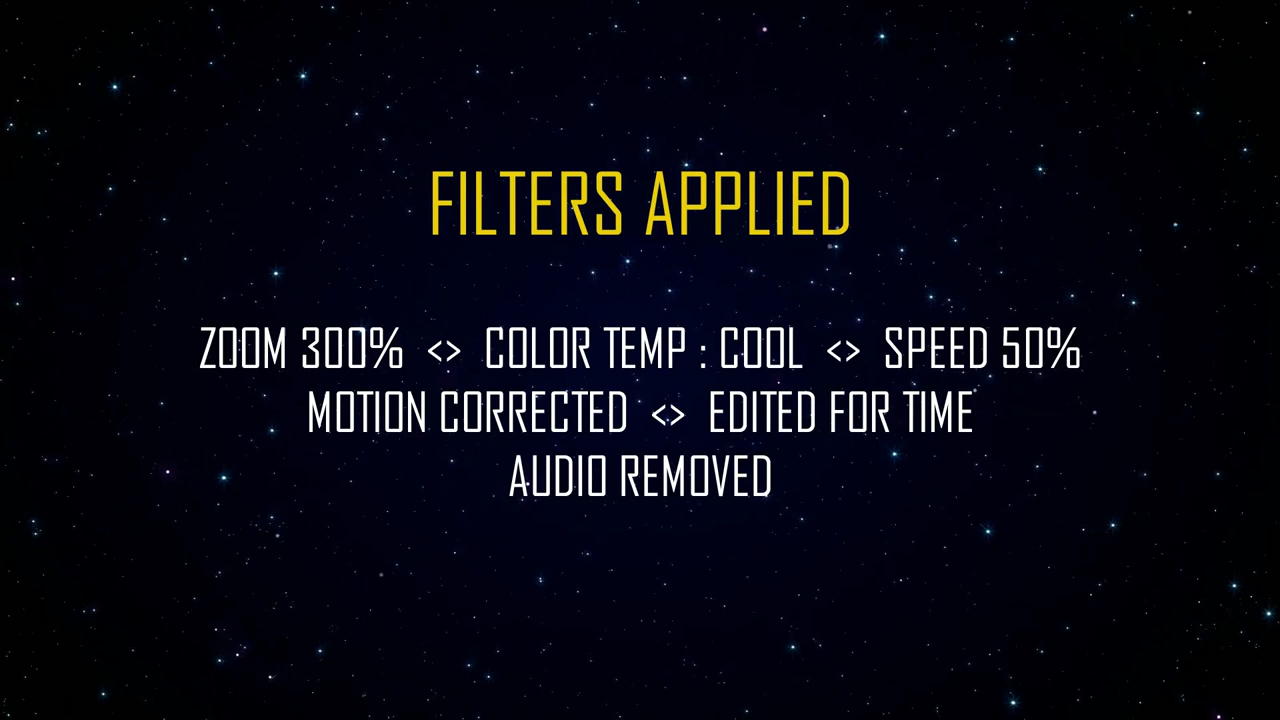 FILTERS APPLIED
ZOOM 300% <> COLOR TEMP : COOL <> SPEED 50%
MOTION CORRECTED <> EDITED FOR TIME
AUDIO REMOVED